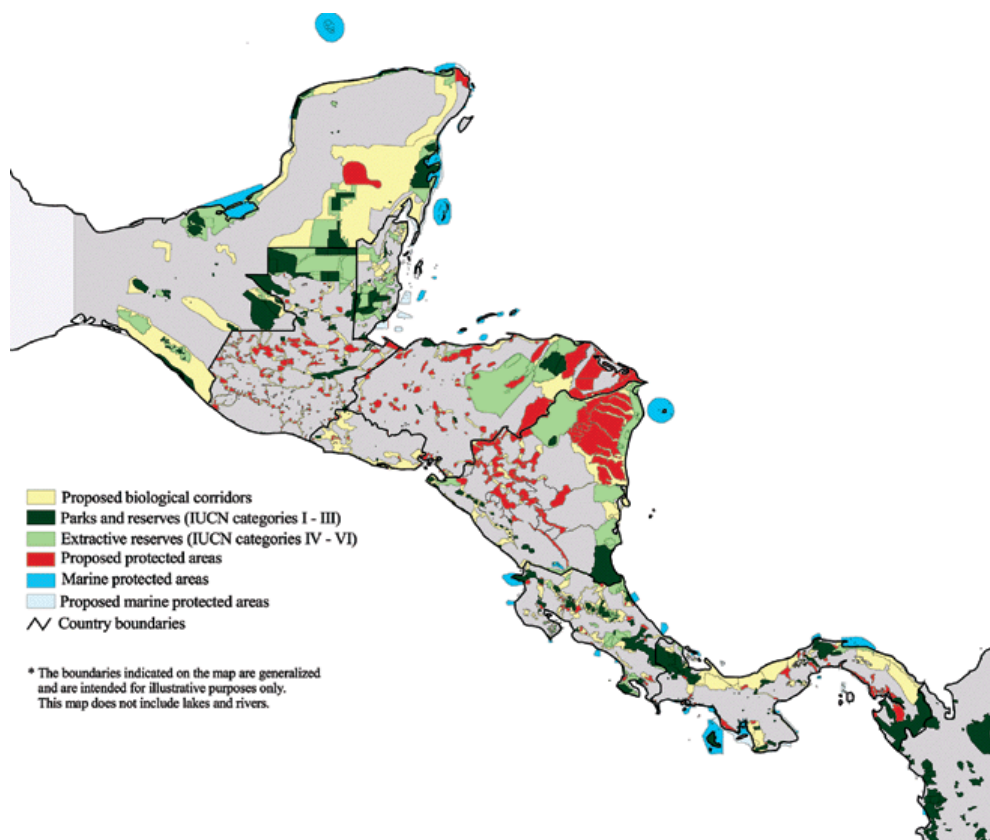 Proposed biological corridors
Parks and reserves (IUCN categories I - III)
Extractive reserves (IUCN categories IV - VI)
Proposed protected areas
Marine protected areas
Proposed marine protected areas
Country boundaries
* The boundaries indicated on the map are generalized
and are intended for illustrative purposes only.
This map does not include lakes and rivers.